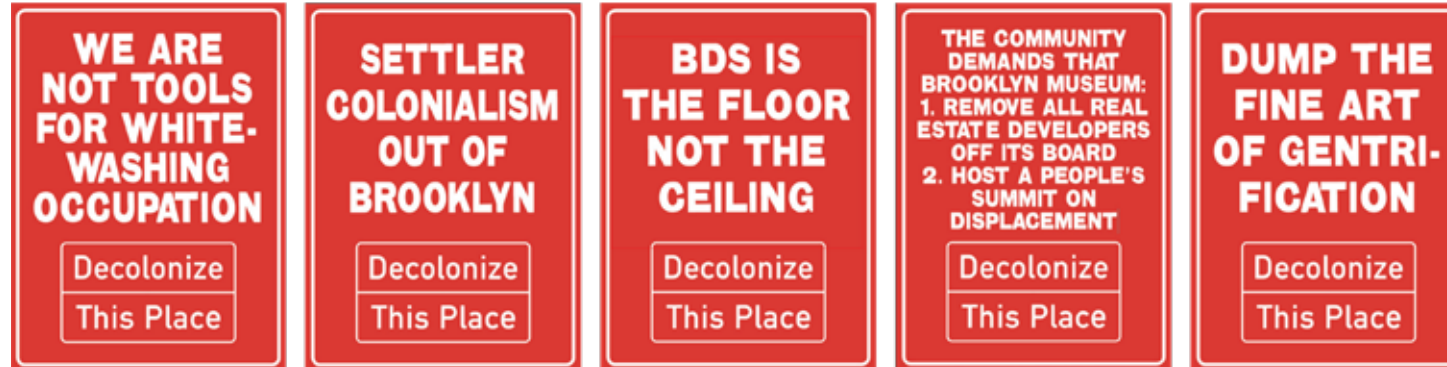 WE ARE
NOT TOOLS
FOR WHITE-
WASHING
OCCUPATION
Decolonize
This Place
SETTLER
COLONIALISM
OUT OF
BROOKLYN
Decolonize
This Place
BDS IS
THE FLOOR
NOT THE
CEILING
Decolonize
This Place
THE COMMUNITY
DEMANDS THAT
BROOKLYN MUSEUM:
1. REMOVE ALL REAL
ESTATE DEVELOPERS
OFF ITS BOARD
2. HOST A PEOPLE'S
SUMMIT ON
DISPLACEMENT
Decolonize
This Place
DUMP THE
FINE ART
OF GENTRI-
FICATION
Decolonize
This Place